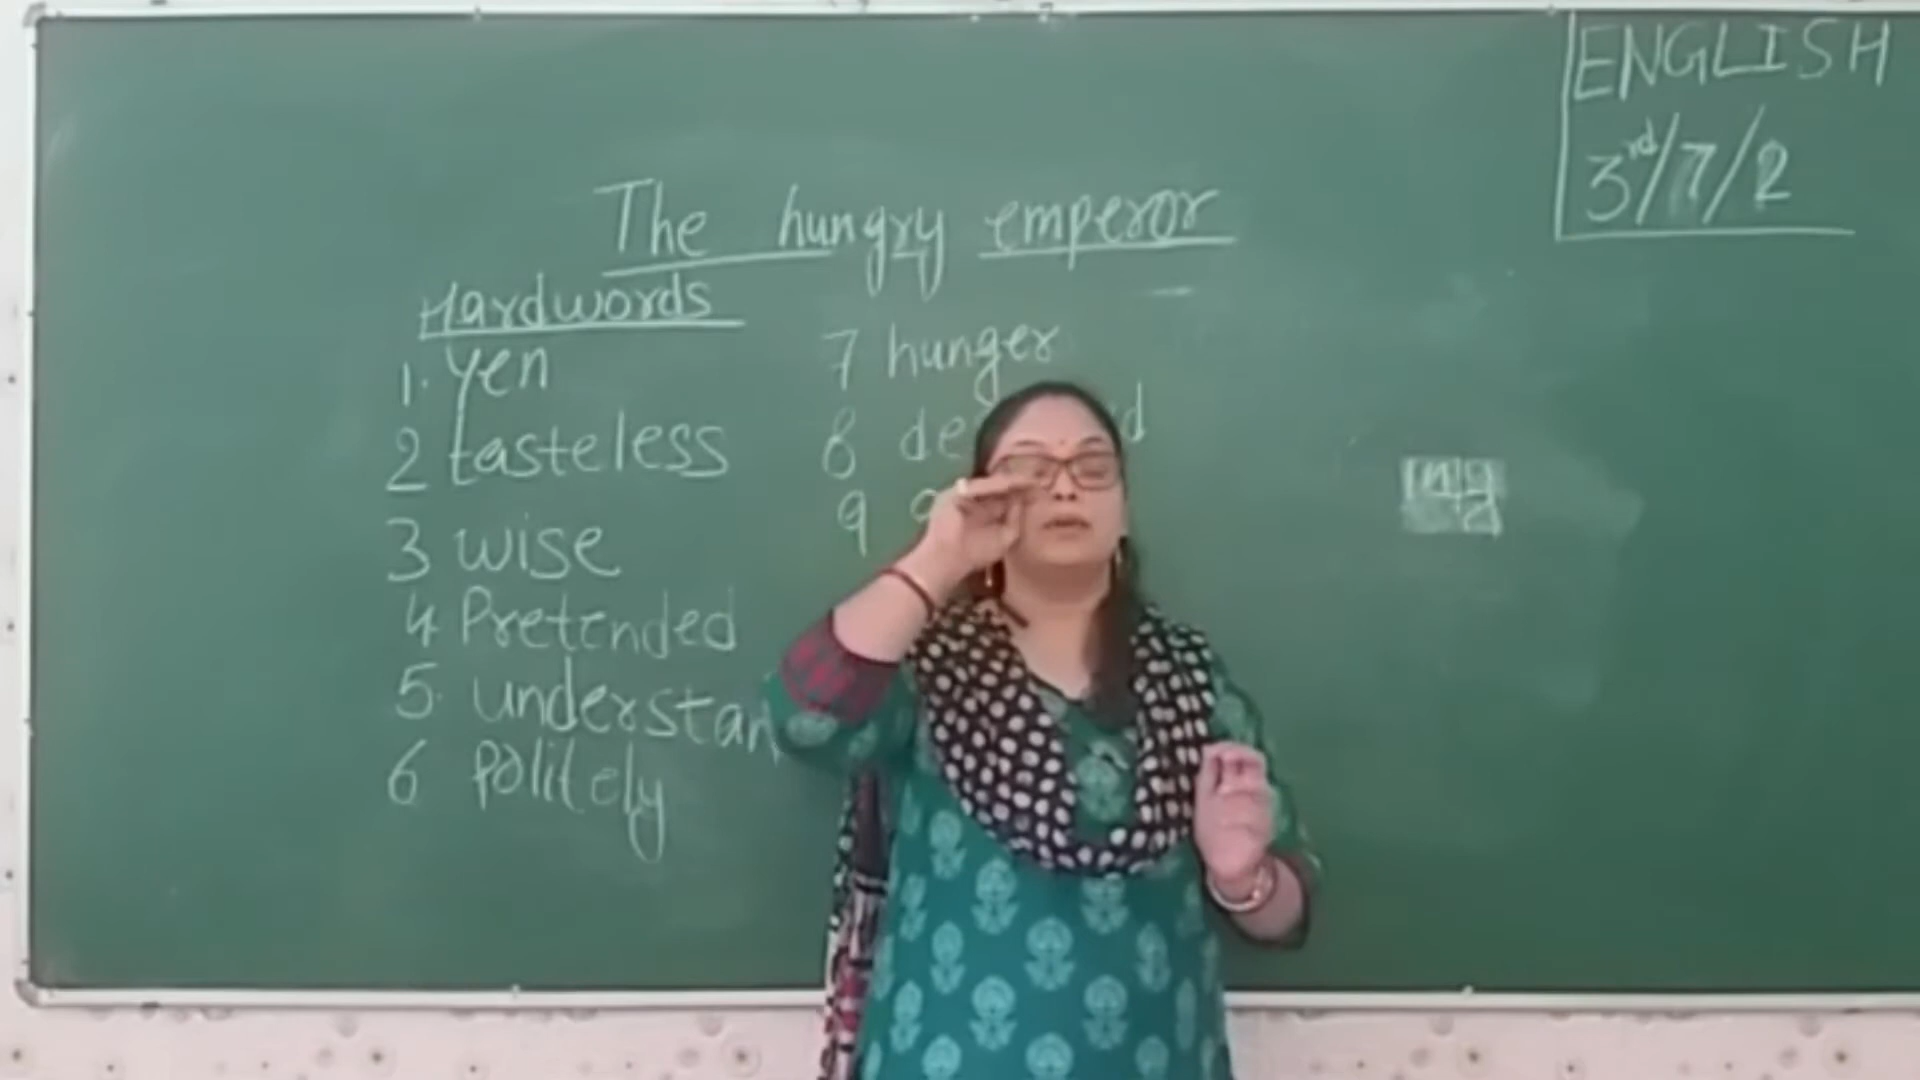 ENGLISH
3rd/7/2
The hungry emperor
Hardwords
1. Yen
2 tasteless
3 wise
4 Pretended
5. understan
6 Politely
7 hunger
8
9